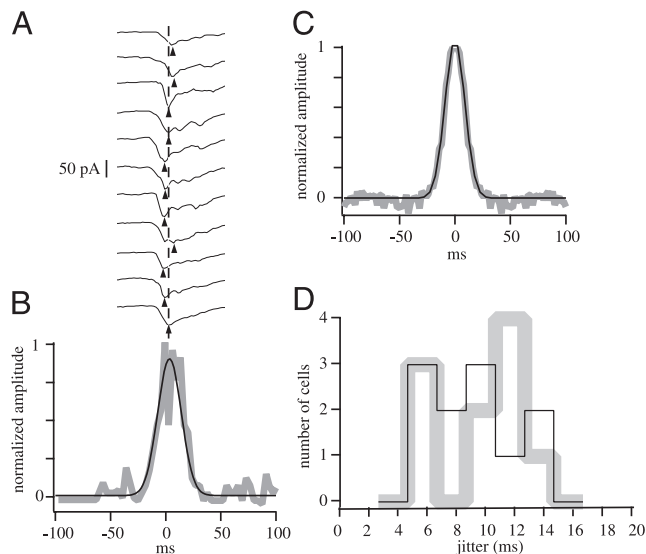 A
50 pA
B
normalized amplitude
1
0
-100
-50
0
50
100
ms
C
normalized amplitude
1
0
-100
-50
0
50
100
ms
D
number of cells
4
3
2
1
0
0
2
4
6
8
10
12
14
16
18
20
jitter (ms)